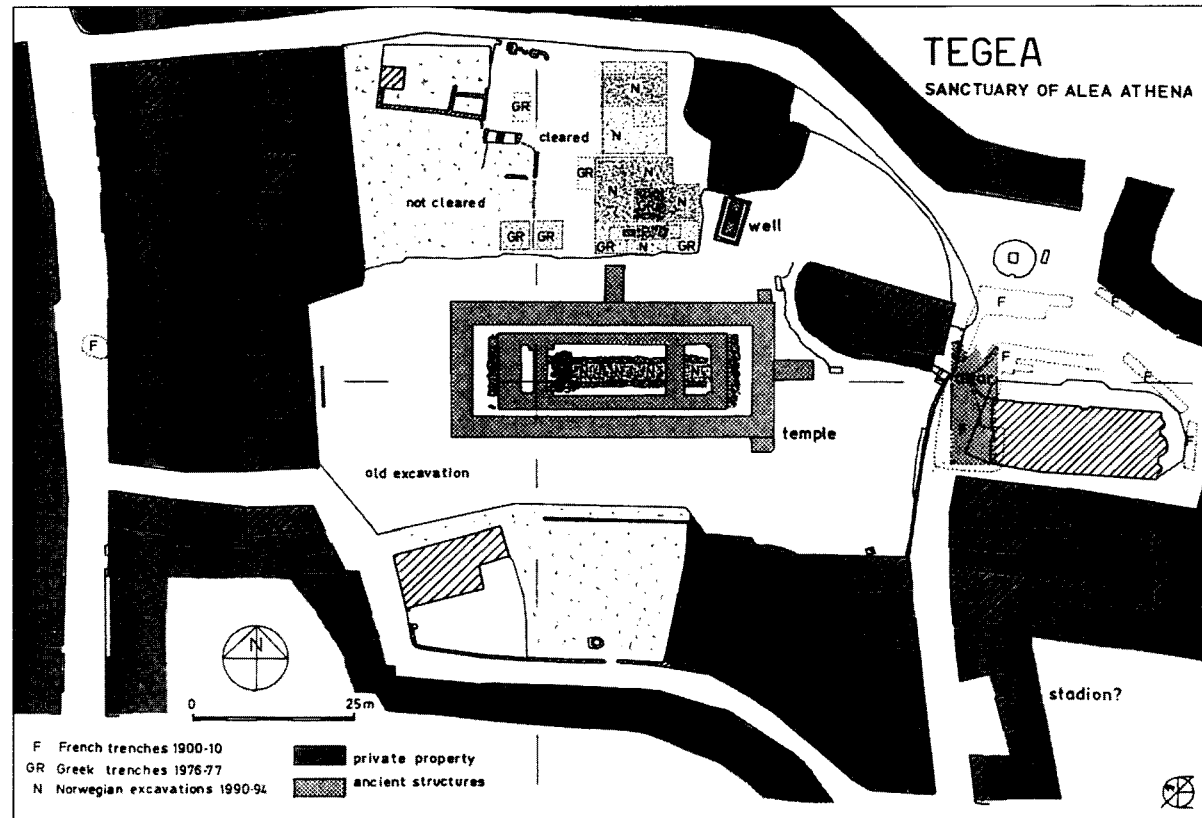 TEGEA
SANCTUARY OF ALEA ATHENA
N
GR
cleared
N
GR
N
N
N
N
not cleared
GR
GR
GR
N
GR
well
F
F
F
F
altar
F
F
N
N
N
N
N
temple
old excavation
N
0
25m
stadion?
F French trenches 1900-10
GR Greek trenches 1976-77
N Norwegian excavations 1990-94
private property
ancient structures